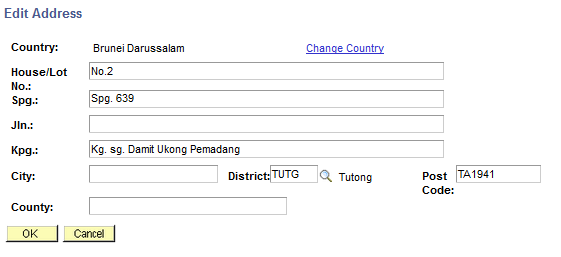 Edit Address
Country: Brunei Darussalam Change Country
House/Lot No.: No.2
Spg.: Spg. 639
Jln.:
Kpg.: Kg. sg. Damit Ukong Pemadang
City: District: TUTG Tutong Post Code: TA1941
County:
OK Cancel